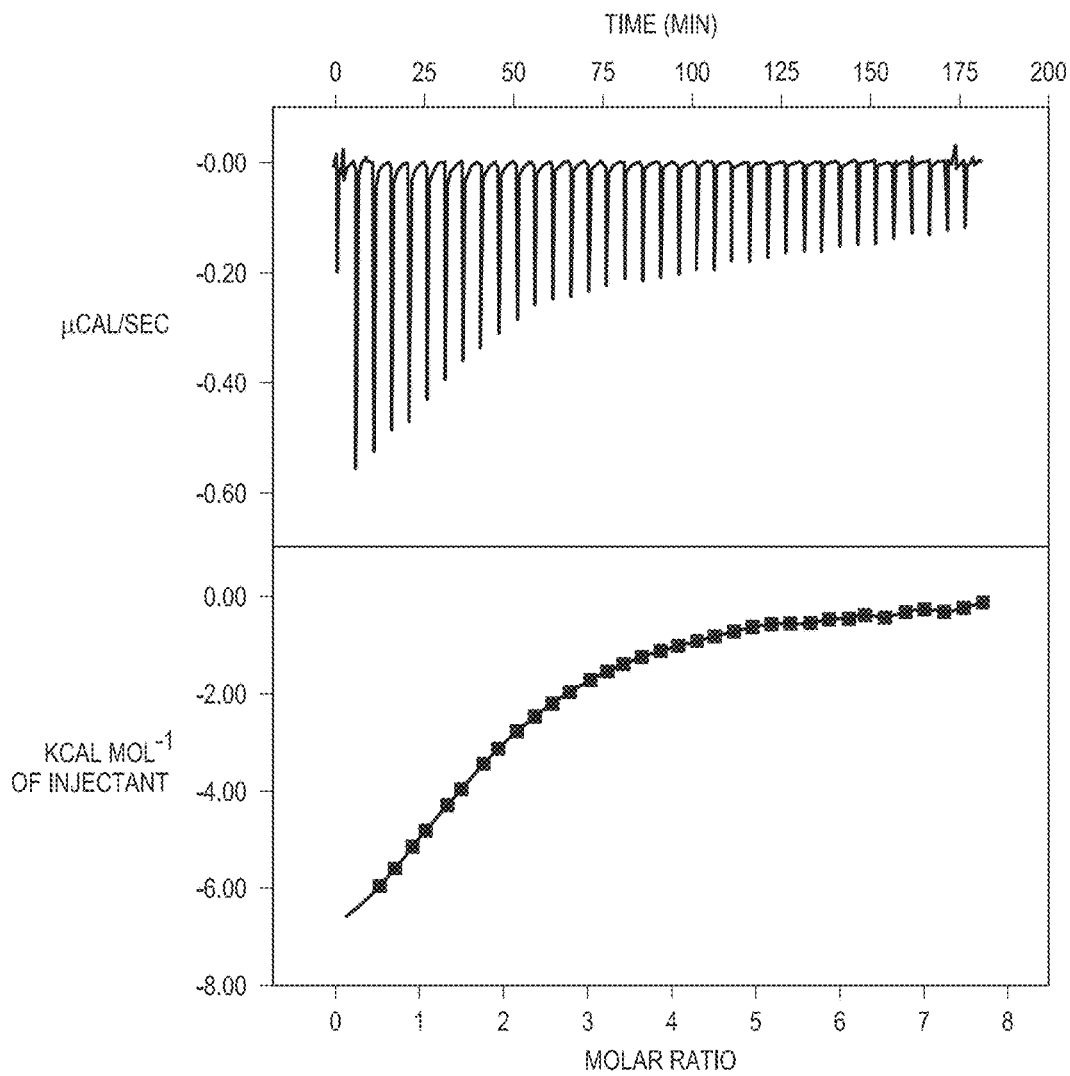 TIME (MIN)
0 25 50 75 100 125 150 175 200
-0.00
-0.20
µCAL/SEC
-0.40
-0.60
0.00
-2.00
KCAL MOL-1
OF INJECTANT
-4.00
-6.00
-8.00
0 1 2 3 4 5 6 7 8
MOLAR RATIO